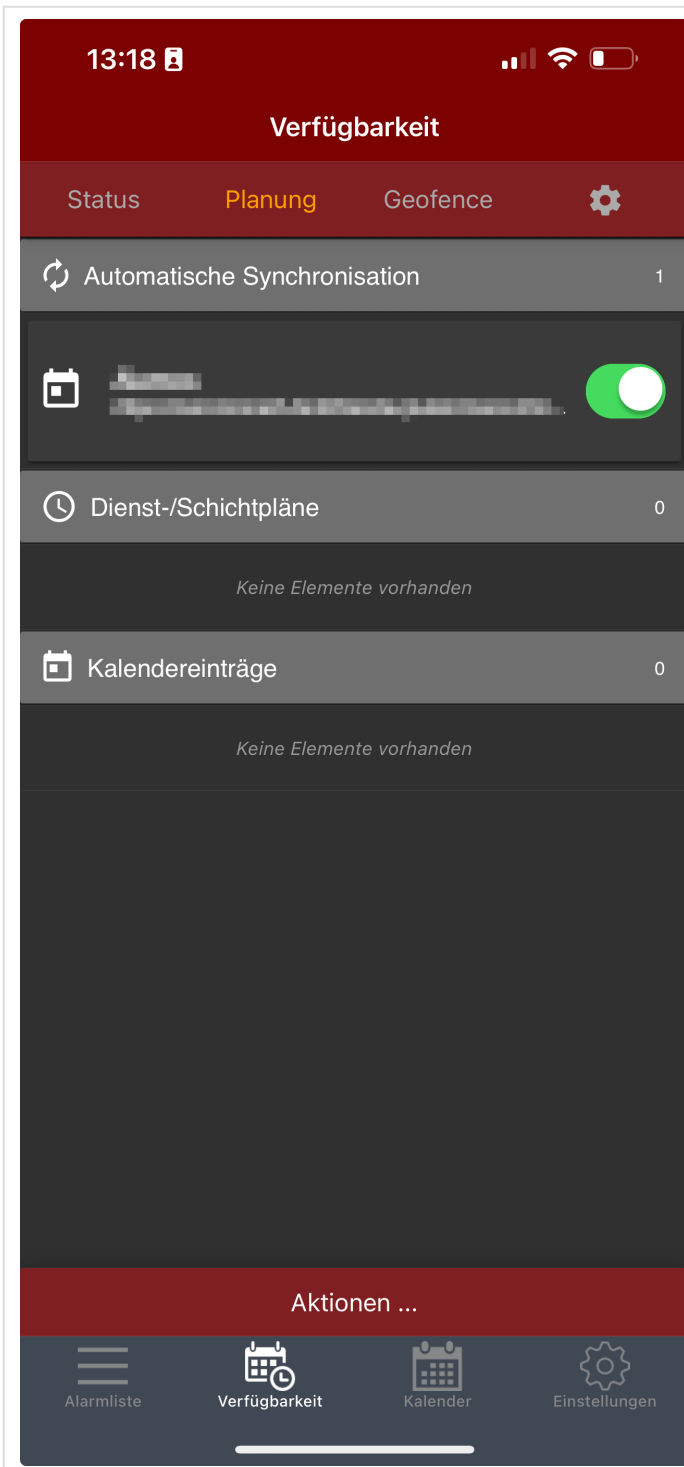 13:18
Verfügbarkeit
Status Planung Geofence
Automatische Synchronisation 1
Dienst-/Schichtpläne 0
Keine Elemente vorhanden
Kalendereinträge 0
Keine Elemente vorhanden
Aktionen ...
Alarmliste Verfügbarkeit Kalender Einstellungen